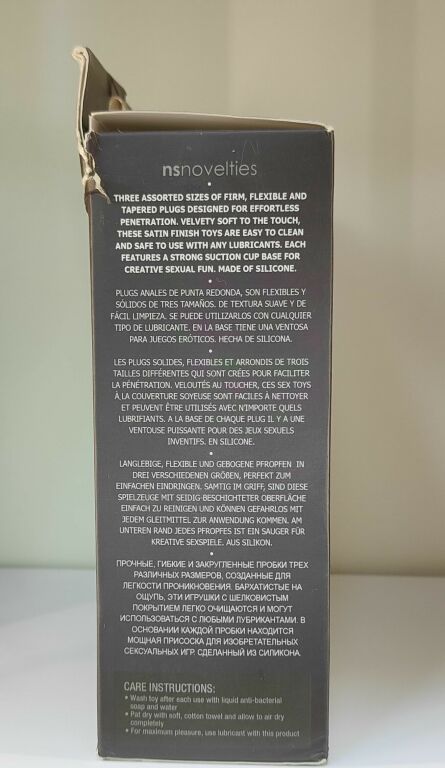 nsnovelties
•
THREE ASSORTED SIZES OF FIRM, FLEXIBLE AND
TAPERED PLUGS DESIGNED FOR EFFORTLESS
PENETRATION. VELVETY SOFT TO THE TOUCH,
THESE SATIN FINISH TOYS ARE EASY TO CLEAN
AND SAFE TO USE WITH ANY LUBRICANTS. EACH
FEATURES A STRONG SUCTION CUP BASE FOR
CREATIVE SEXUAL FUN. MADE OF SILICONE.
•
PLUGS ANALES DE PUNTA REDONDA, SON FLEXIBLES Y
SÓLIDOS DE TRES TAMAÑOS. DE TEXTURA SUAVE Y DE
FÁCIL LIMPIEZA. SE PUEDE UTILIZARLOS CON CUALQUIER
TIPO DE LUBRICANTE. EN LA BASE TIENE UNA VENTOSA
PARA JUEGOS ERÓTICOS. HECHA DE SILICONA.
•
LES PLUGS SOLIDES, FLEXIBLES ET ARRONDIS DE TROIS
TAILLES DIFFÉRENTES QUI SONT CRÉES POUR FACILITER
LA PÉNÉTRATION. VELOUTÉS AU TOUCHER, CES SEX TOYS
À LA COUVERTURE SOYEUSE SONT FACILES À NETTOYER
ET PEUVENT ÊTRE UTILISÉS AVEC N'IMPORTE QUELS
LUBRIFIANTS. A LA BASE DE CHAQUE PLUG IL Y A UNE
VENTOUSE PUISSANTE POUR DES JEUX SEXUELS
INVENTIFS. EN SILICONE.
•
LANGLEBIGE, FLEXIBLE UND GEBOGENE PFROPFEN IN
DREI VERSCHIEDENEN GRÖßEN, PERFEKT ZUM
EINFACHEN EINDRINGEN. SAMTIG IM GRIFF, SIND DIESE
SPIELZEUGE MIT SEIDIG BESCHICHTETER OBERFLÄCHE
EINFACH ZU REINIGEN UND KÖNNEN GEFAHRLOS MIT
JEDEM GLEITMITTEL ZUR ANWENDUNG KOMMEN. AM
UNTEREN RAND JEDES PFROPFES IST EIN SAUGER FÜR
KREATIVE SEXSPIELE. AUS SILIKON.
•
ПРОЧНЫЕ, ГИБКИЕ И ЗАКРУГЛЕННЫЕ ПРОБКИ ТРЕХ
РАЗЛИЧНЫХ РАЗМЕРОВ, СОЗДАННЫЕ ДЛЯ
ЛЕГКОСТИ ПРОНИКНОВЕНИЯ. БАРХАТИСТЫЕ НА
ОЩУПЬ, ЭТИ ИГРУШКИ С ШЕЛКОВИСТЫМ
ПОКРЫТИЕМ ЛЕГКО ОЧИЩАЮТСЯ И МОГУТ
ИСПОЛЬЗОВАТЬСЯ С ЛЮБЫМИ ЛУБРИКАНТАМИ. В
ОСНОВАНИИ КАЖДОЙ ПРОБКИ НАХОДИТСЯ
МОЩНАЯ ПРИСОСКА ДЛЯ ИЗОБРЕТАТЕЛЬНЫХ
СЕКСУАЛЬНЫХ ИГР. СДЕЛАННЫЙ ИЗ СИЛИКОНА.
CARE INSTRUCTIONS:
• Wash toy after each use with liquid anti-bacterial
soap and water
• Pat dry with soft, cotton towel and allow to air dry
completely
• For maximum pleasure, use lubricant with this product